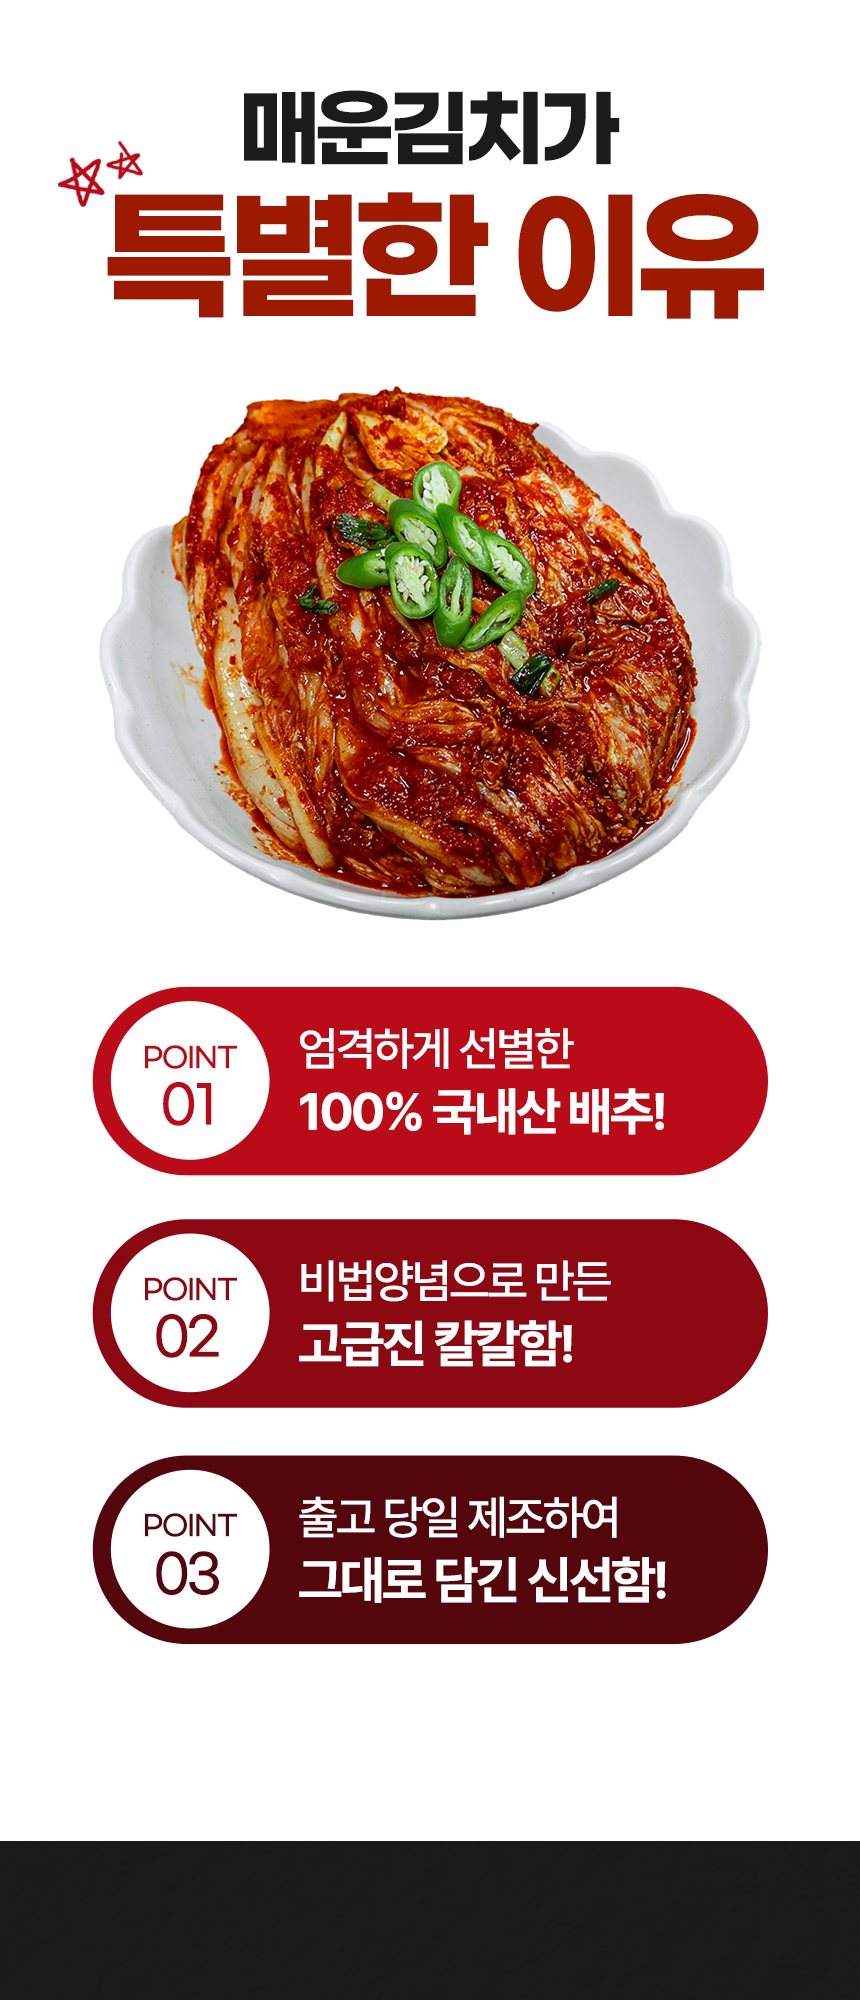 매운김치가
특별한 이유
POINT
01
엄격하게 선별한
100% 국내산 배추!
POINT
02
비법양념으로 만든
고급진 칼칼함!
POINT
03
출고 당일 제조하여
그대로 담긴 신선함!